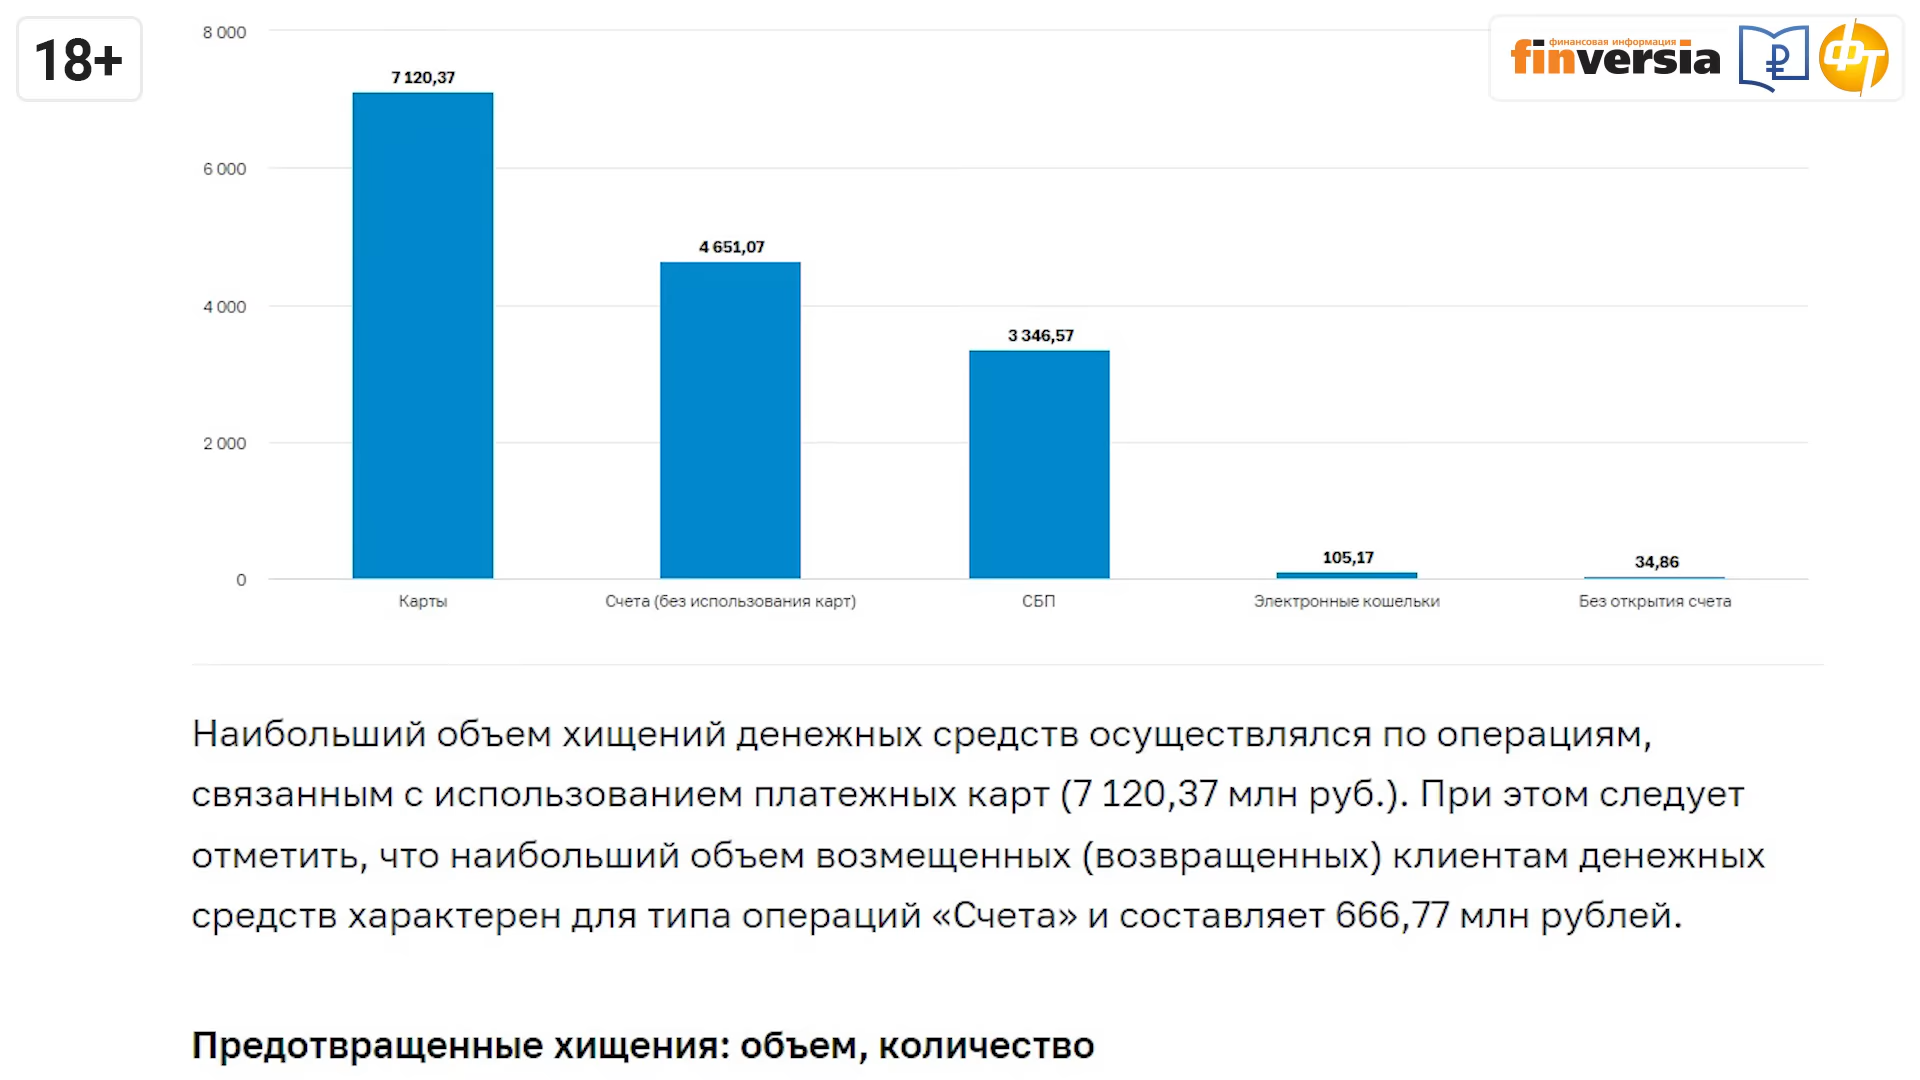 18+
финансовая информация
finversia
ФТ
8 000
7 120,37
6 000
4 651,07
4 000
3 346,57
2 000
105,17
34,86
0
Карты
Счета (без использования карт)
СБП
Электронные кошельки
Без открытия счета
Наибольший объем хищений денежных средств осуществлялся по операциям,
связанным с использованием платежных карт (7 120,37 млн руб.). При этом следует
отметить, что наибольший объем возмещенных (возвращенных) клиентам денежных
средств характерен для типа операций «Счета» и составляет 666,77 млн рублей.
Предотвращенные хищения: объем, количество